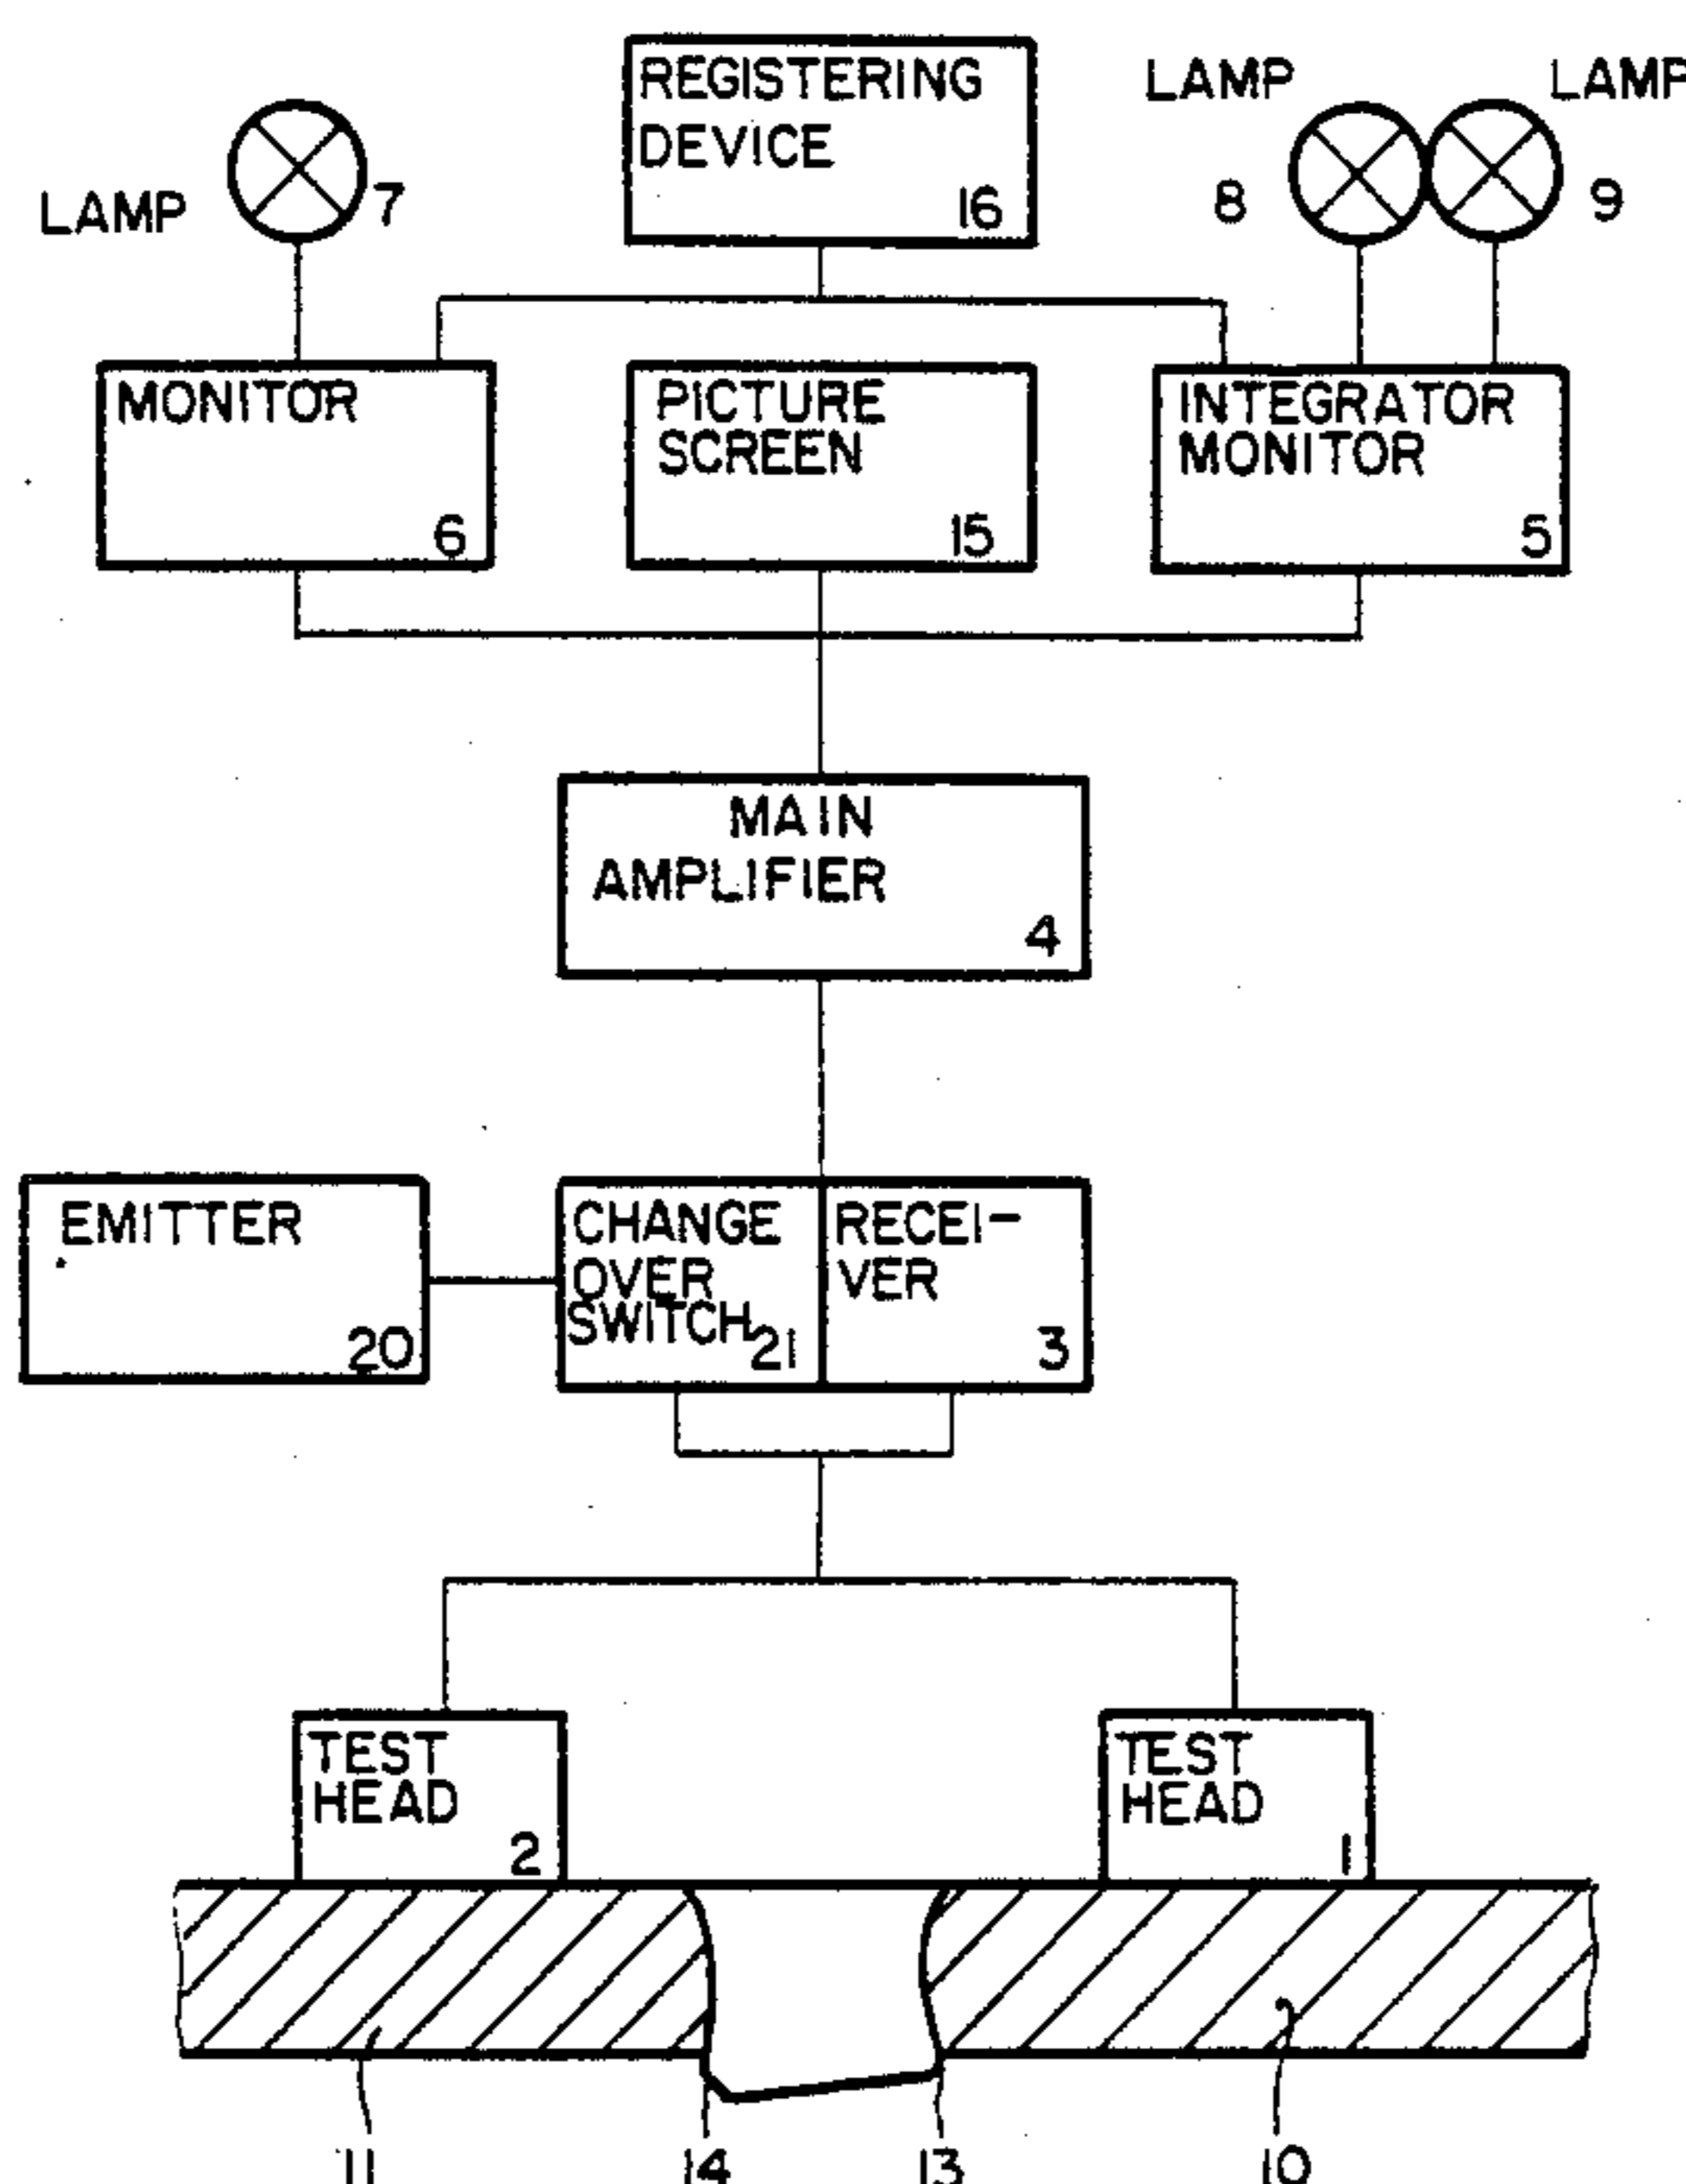 LAMP
7
REGISTERING
DEVICE
16
LAMP
8
LAMP
9
MONITOR
6
PICTURE
SCREEN
15
INTEGRATOR
MONITOR
5
MAIN
AMPLIFIER
4
EMITTER
20
CHANGE
OVER
SWITCH
21
RECEI-
VER
3
TEST
HEAD
2
TEST
HEAD
1
11
14
13
10